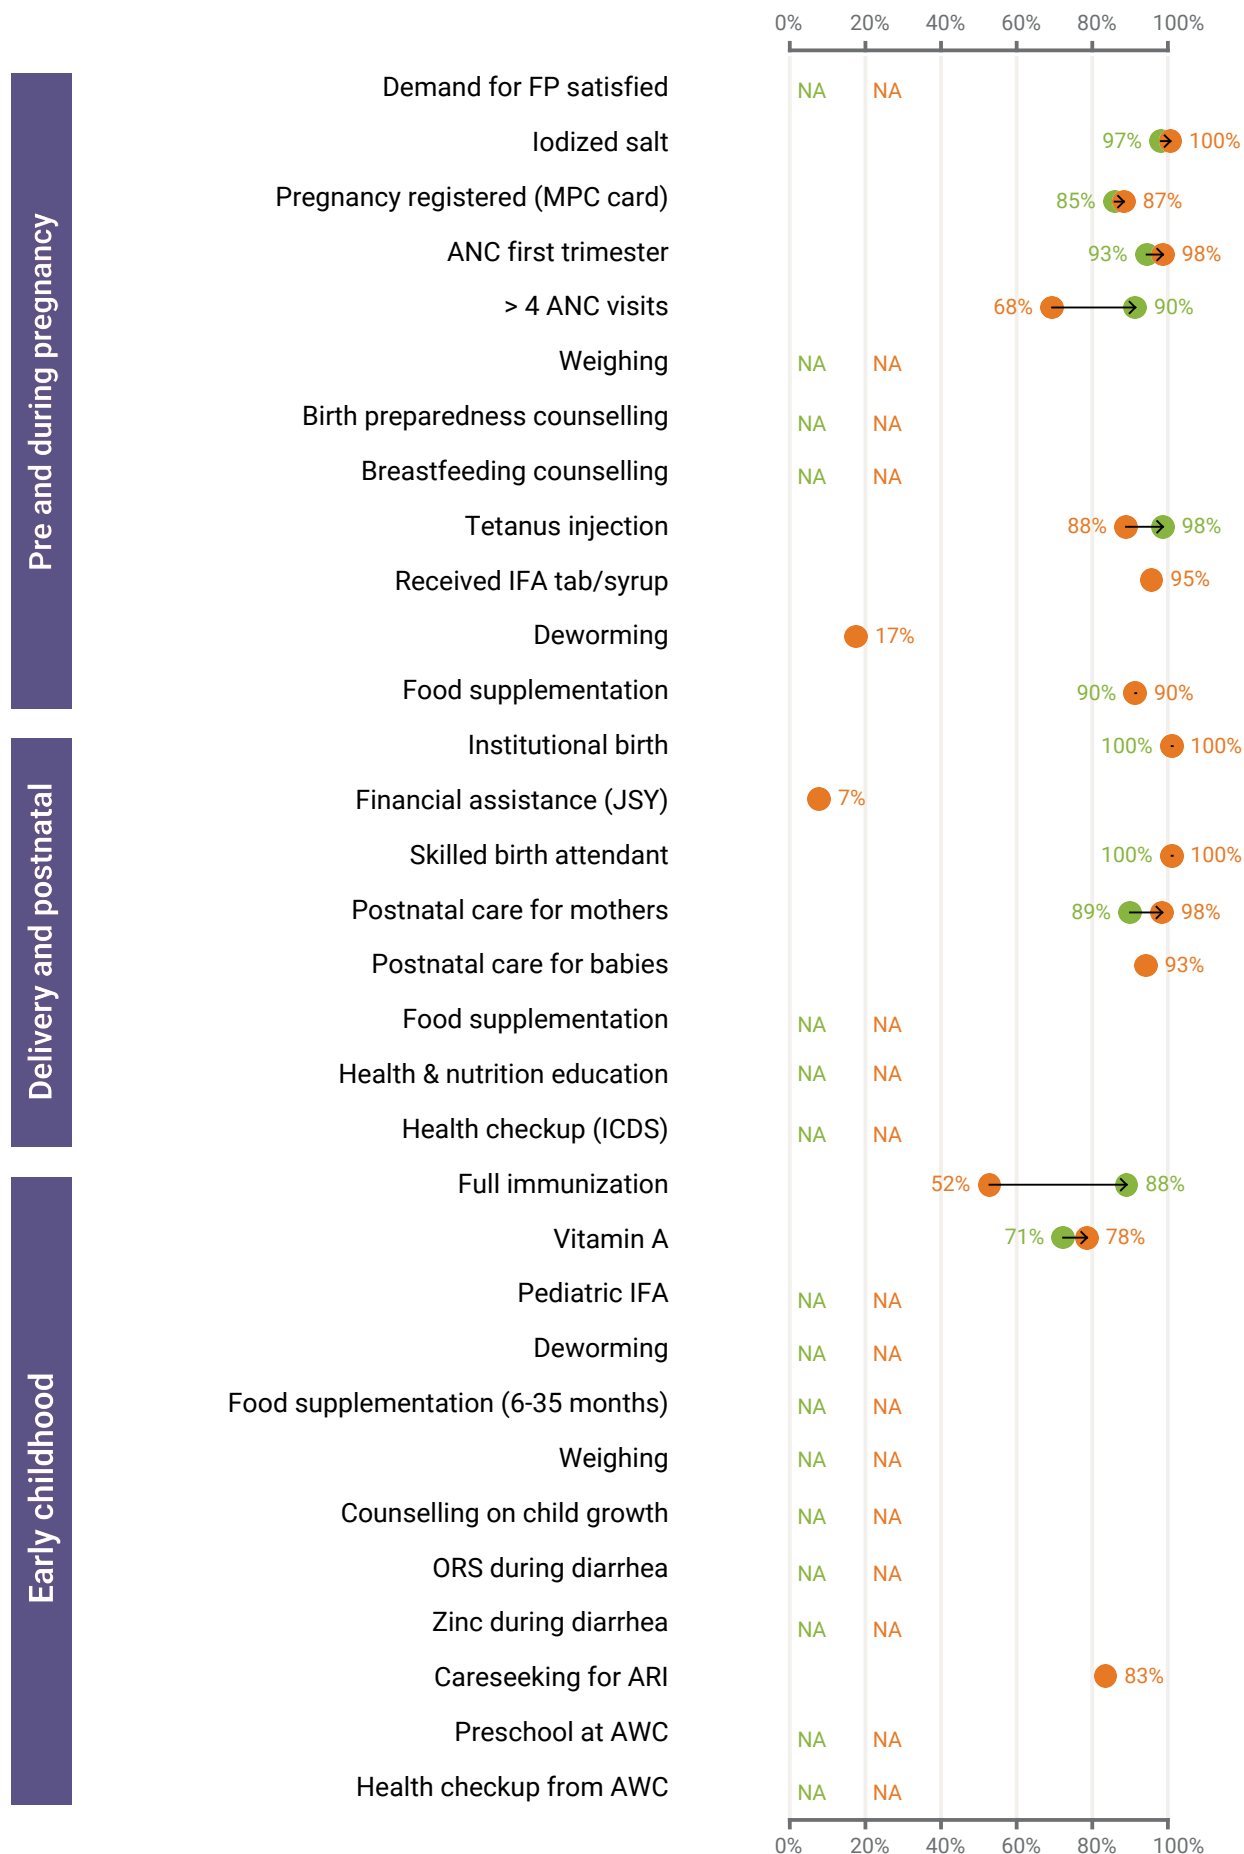 0% 20% 40% 60% 80% 100%
Pre and during pregnancy
Demand for FP satisfied NA NA
Iodized salt 97% 100%
Pregnancy registered (MPC card) 85% 87%
ANC first trimester 93% 98%
> 4 ANC visits 68% 90%
Weighing NA NA
Birth preparedness counselling NA NA
Breastfeeding counselling NA NA
Tetanus injection 88% 98%
Received IFA tab/syrup 95%
Deworming 17%
Food supplementation 90% 90%
Delivery and postnatal
Institutional birth 100% 100%
Financial assistance (JSY) 7%
Skilled birth attendant 100% 100%
Postnatal care for mothers 89% 98%
Postnatal care for babies 93%
Food supplementation NA NA
Health & nutrition education NA NA
Health checkup (ICDS) NA NA
Early childhood
Full immunization 52% 88%
Vitamin A 71% 78%
Pediatric IFA NA NA
Deworming NA NA
Food supplementation (6-35 months) NA NA
Weighing NA NA
Counselling on child growth NA NA
ORS during diarrhea NA NA
Zinc during diarrhea NA NA
Careseeking for ARI 83%
Preschool at AWC NA NA
Health checkup from AWC NA NA
0% 20% 40% 60% 80% 100%